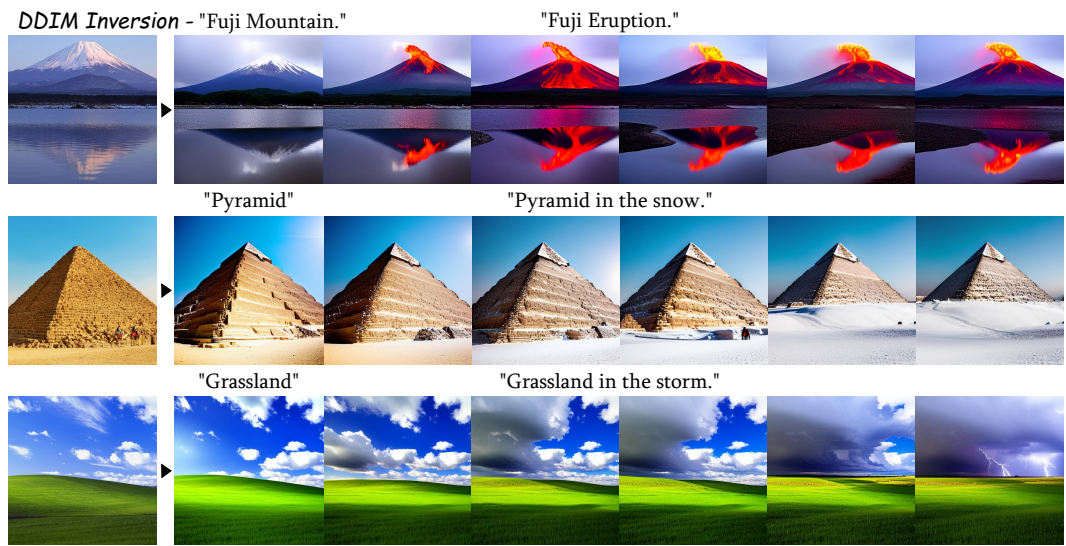 DDIM Inversion - "Fuji Mountain." "Fuji Eruption."
"Pyramid" "Pyramid in the snow."
"Grassland" "Grassland in the storm."